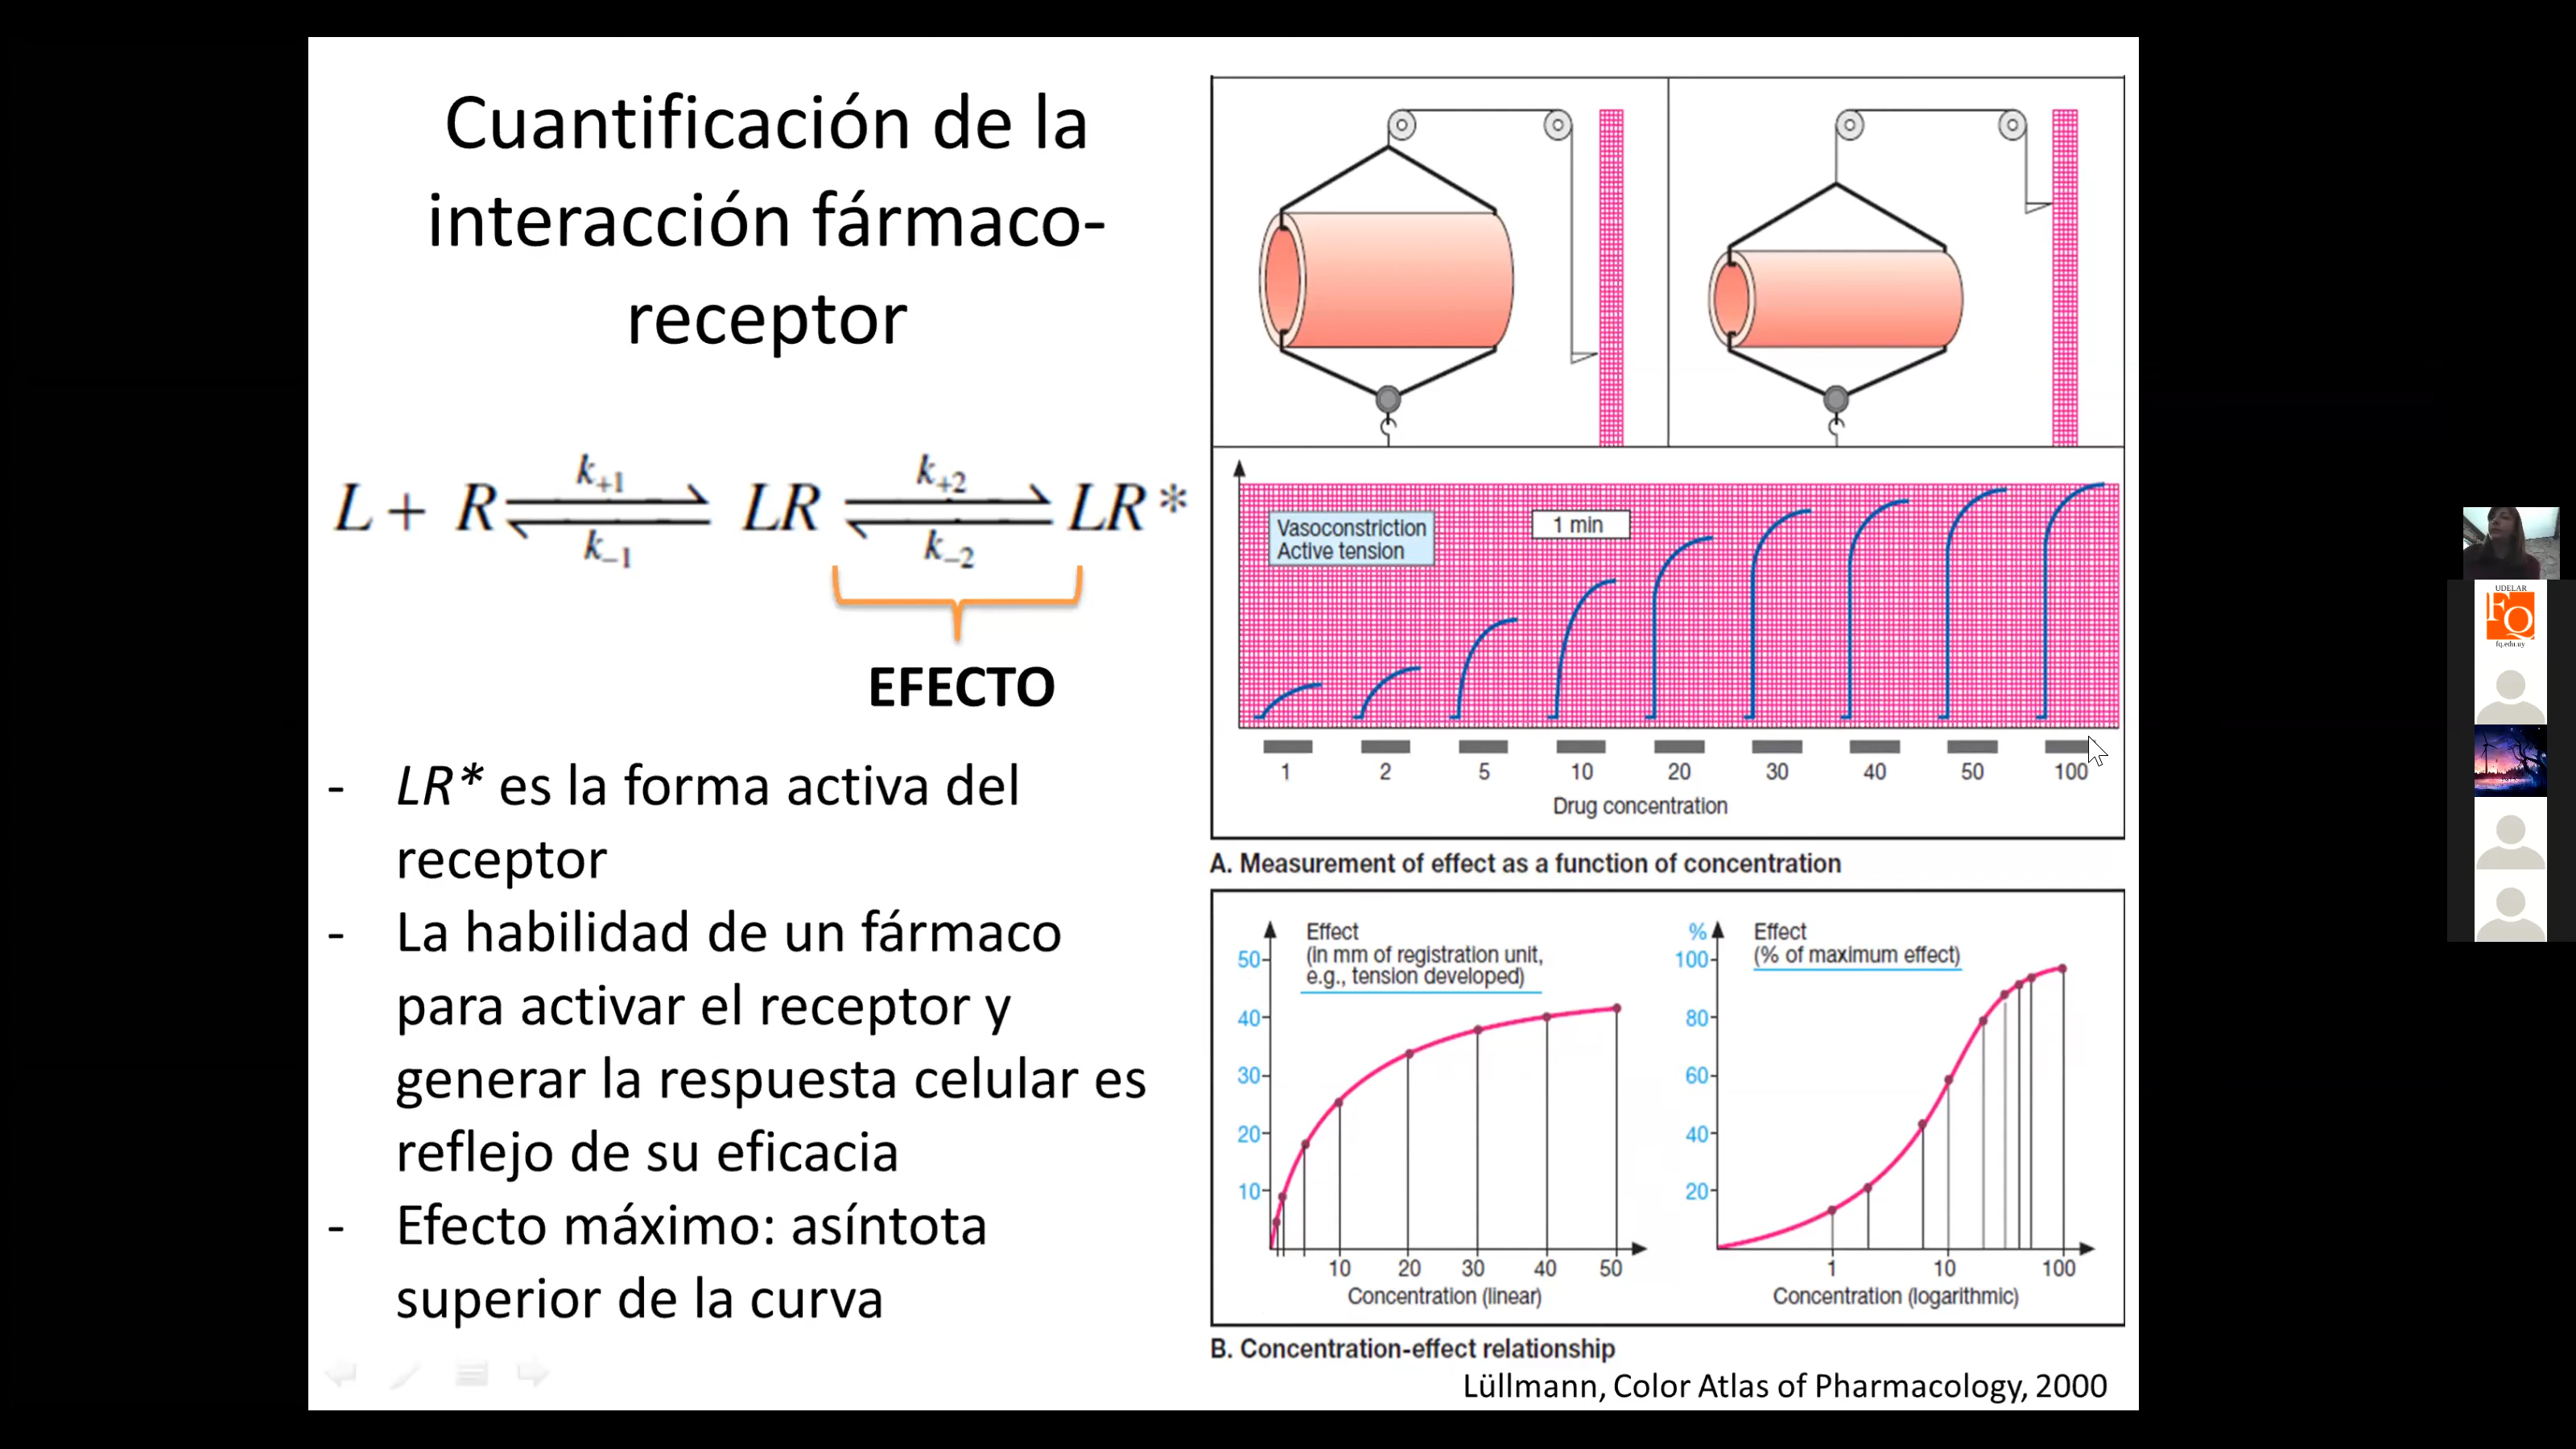 Cuantificación de la
interacción fármaco-
receptor
L + R k+1 k−1 LR k+2 k−2 LR*
EFECTO
- LR* es la forma activa del
receptor
- La habilidad de un fármaco
para activar el receptor y
generar la respuesta celular es
reflejo de su eficacia
- Efecto máximo: asíntota
superior de la curva
Vasoconstriction
Active tension
1 min
1 2 5 10 20 30 40 50 100
Drug concentration
A. Measurement of effect as a function of concentration
Effect
(in mm of registration unit,
e.g., tension developed)
50
40
30
20
10
10 20 30 40 50
Concentration (linear)
%
Effect
(% of maximum effect)
100
80
60
40
20
1 10 100
Concentration (logarithmic)
B. Concentration-effect relationship
Lüllmann, Color Atlas of Pharmacology, 2000
UDELAR
FQ
fq.edu.uy